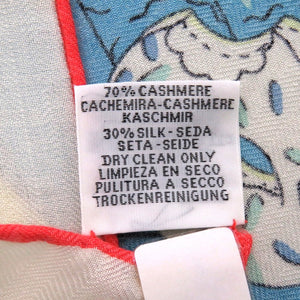 70% CASHMERE
CACHEMIRA-CASHMERE
KASCHMIR
30% SILK-SEDA
SETA-SEIDE
DRY CLEAN ONLY
LIMPIEZA EN SECO
PULITURA A SECCO
TROCKENREINIGUNG